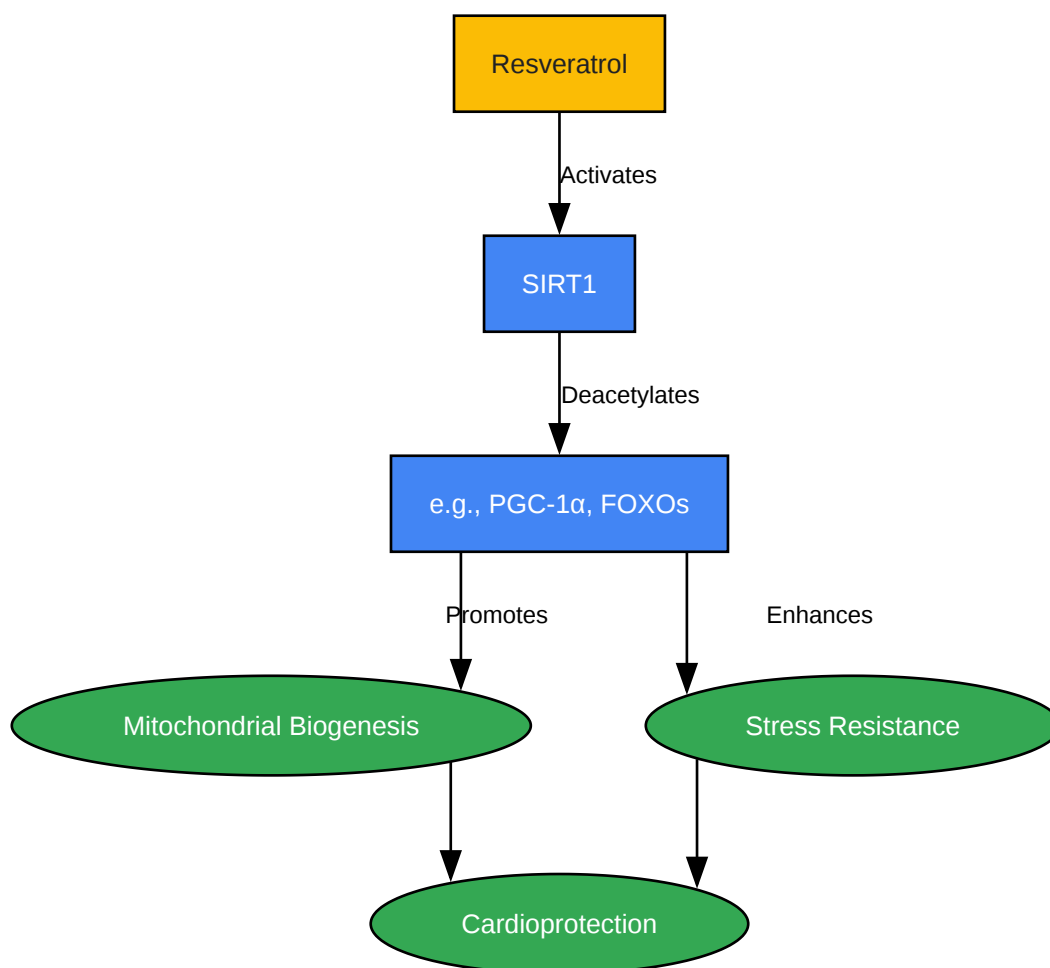 Resveratrol
Activates
SIRT1
Deacetylates
e.g., PGC-1α, FOXOs
Promotes
Enhances
Mitochondrial Biogenesis
Stress Resistance
Cardioprotection